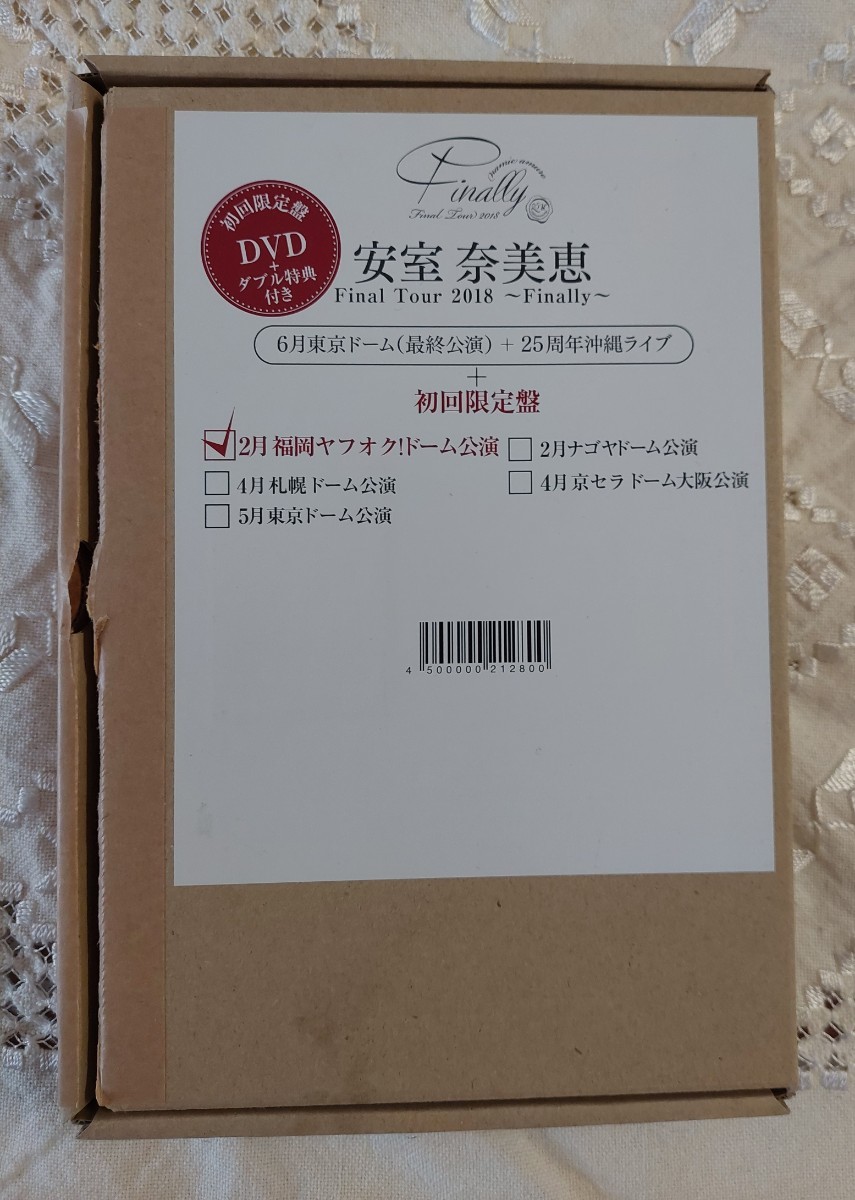 Finally
namie amuro
Final Tour 2018
初回限定盤
DVD
+
ダブル特典
付き
安室 奈美恵
Final Tour 2018 ～Finally～
6月東京ドーム（最終公演）+ 25周年沖縄ライブ
+
初回限定盤
2月 福岡ヤフオク!ドーム公演
2月ナゴヤドーム公演
4月札幌ドーム公演
4月京セラドーム大阪公演
5月東京ドーム公演
4 500000 212800